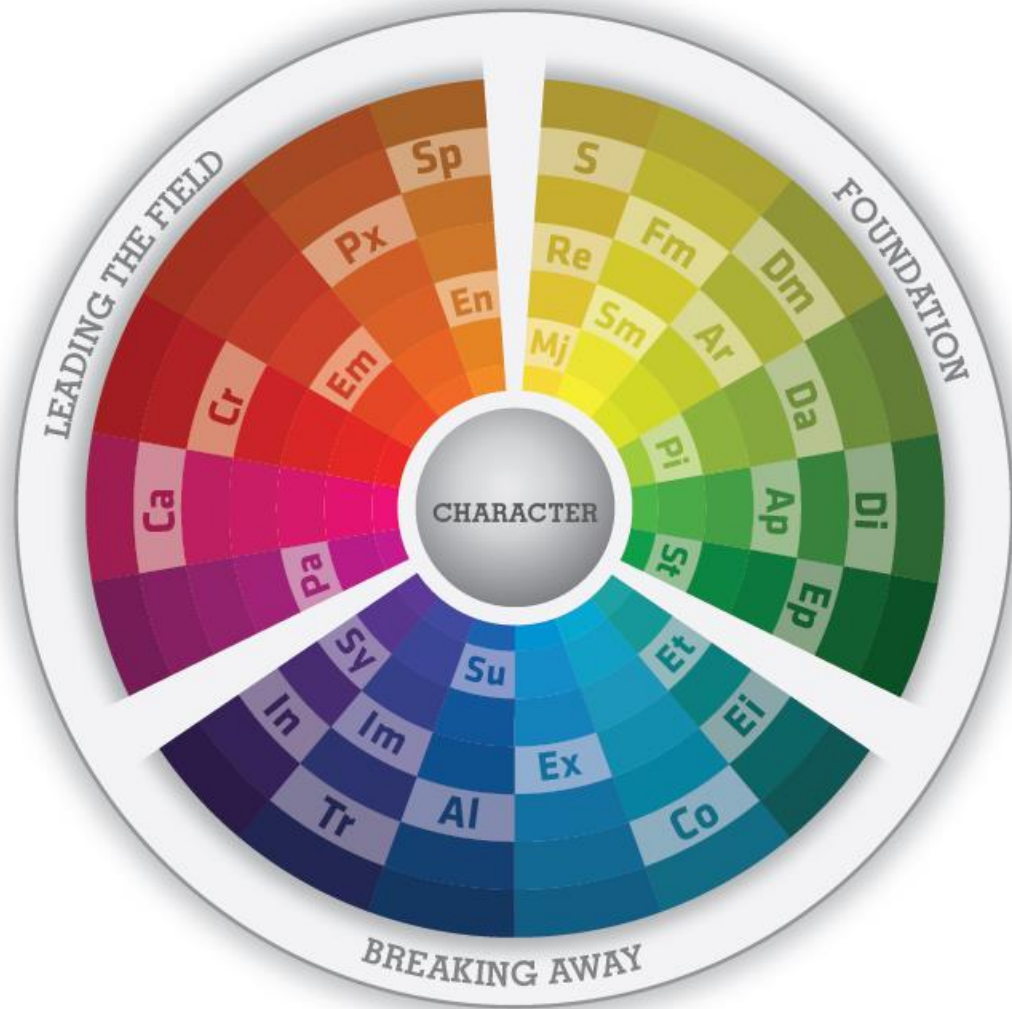 LEADING THE FIELD
FOUNDATION
BREAKING AWAY
CHARACTER
Sp
Px
En
Em
Cr
Ca
Pa
S
Re
Fm
Dm
Mj
Sm
Ar
Da
Pi
Ap
Di
St
Ep
Et
Ei
Co
Ex
Su
Al
Im
Tr
Sy
In